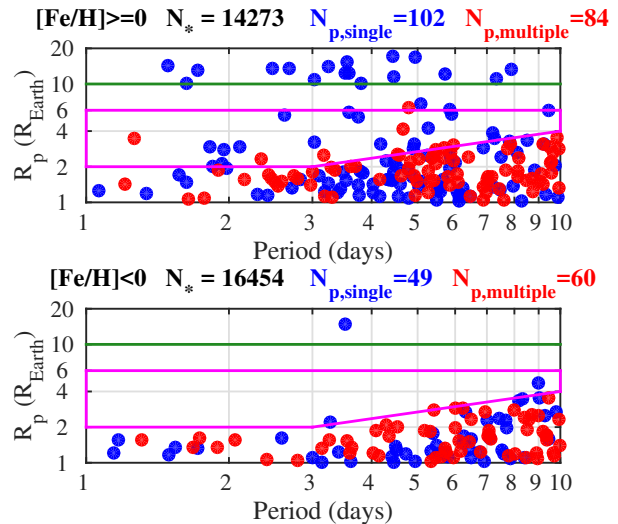 [Fe/H]>=0 N* = 14273 Np,single=102 Np,multiple=84
20
10
6
4
2
1
Rp (REarth)
1 2 3 4 5 6 7 8 9 10
Period (days)
[Fe/H]<0 N* = 16454 Np,single=49 Np,multiple=60
20
10
6
4
2
1
Rp (REarth)
1 2 3 4 5 6 7 8 9 10
Period (days)